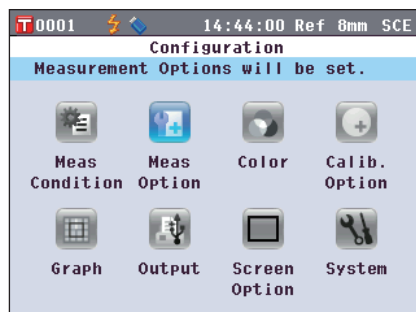 T0001 14:44:00 Ref 8mm SCE
Configuration
Measurement Options will be set.
Meas Condition
Meas Option
Color
Calib. Option
Graph
Output
Screen Option
System